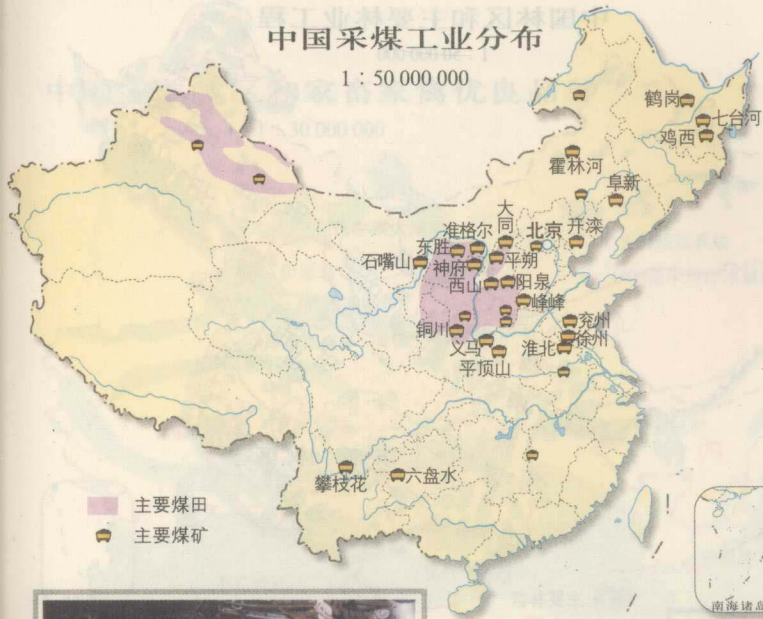 中国采煤工业分布
1:50 000 000
鹤岗
七台河
鸡西
霍林河
阜新
大同
准格尔
北京
开滦
东胜
石嘴山
神府
平朔
西山
阳泉
峰峰
铜川
兖州
徐州
义马
淮北
平顶山
攀枝花
六盘水
主要煤田
主要煤矿
南海诸岛